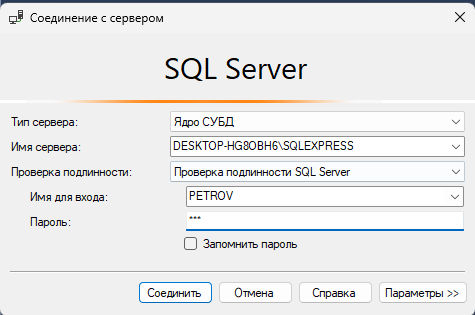 Соединение с сервером
SQL Server
Тип сервера: Ядро СУБД
Имя сервера: DESKTOP-HG8OBH6\SQLEXPRESS
Проверка подлинности: Проверка подлинности SQL Server
Имя для входа: PETROV
Пароль: ***
Запомнить пароль
Соединить Отмена Справка Параметры >>